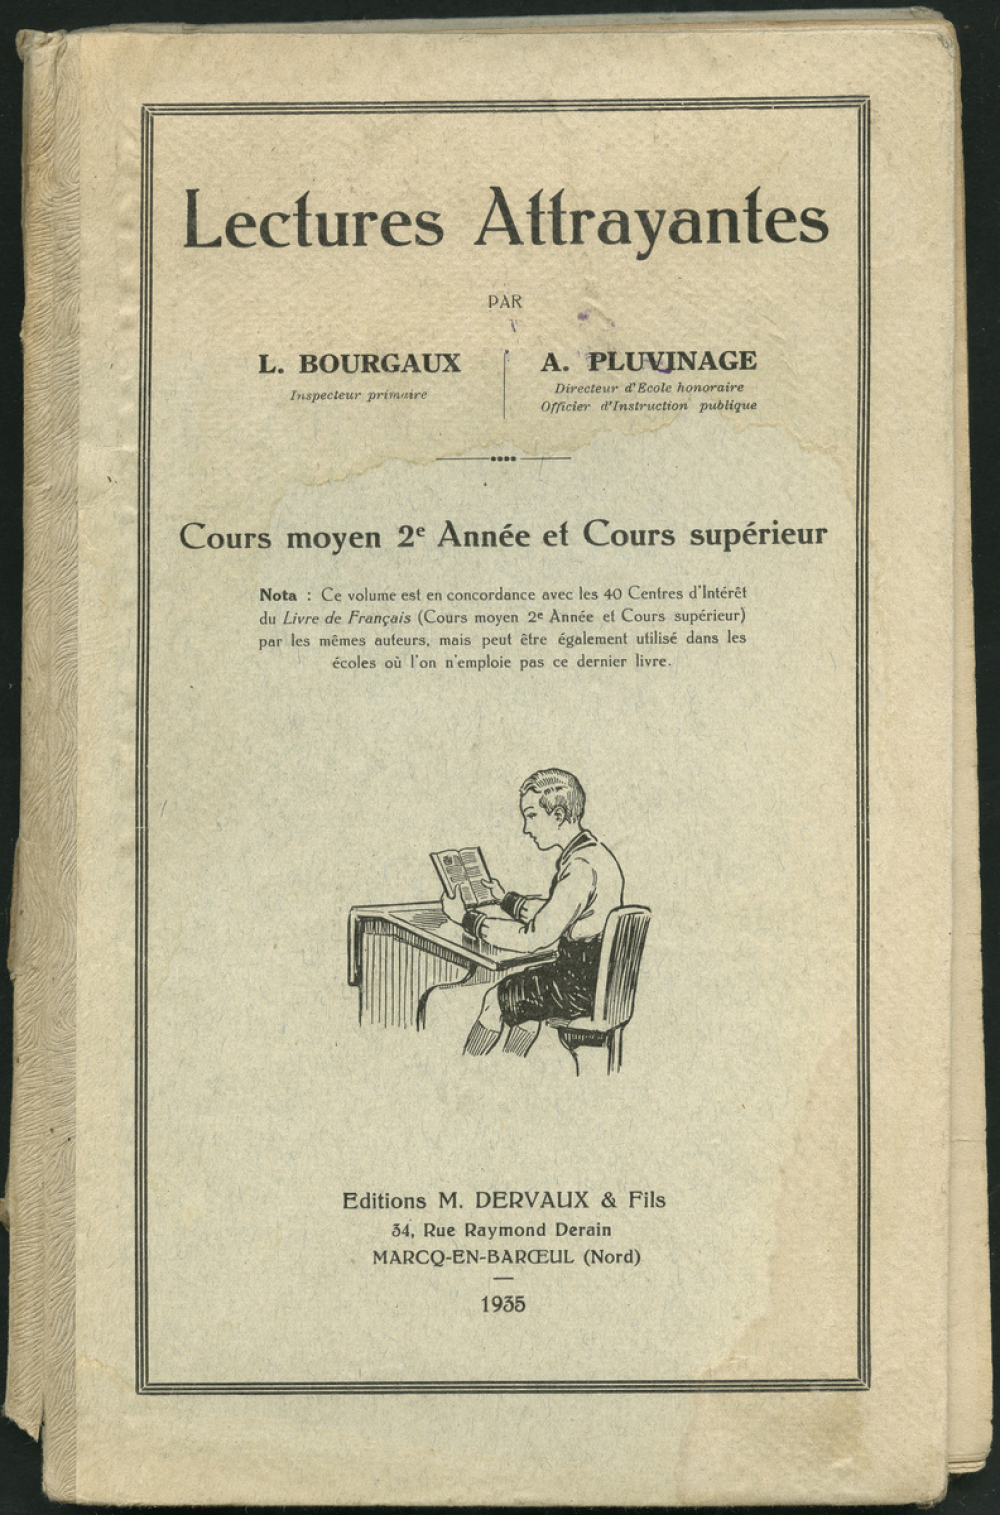 Lectures Attrayantes
PAR
L. BOURGAUX
Inspecteur primaire
A. PLUVINAGE
Directeur d'Ecole honoraire
Officier d'Instruction publique
Cours moyen 2e Année et Cours supérieur
Nota : Ce volume est en concordance avec les 40 Centres d'Intérêt
du Livre de Français (Cours moyen 2e Année et Cours supérieur)
par les mêmes auteurs, mais peut être également utilisé dans les
écoles où l'on n'emploie pas ce dernier livre.
Editions M. DERVAUX & Fils
34, Rue Raymond Derain
MARCQ-EN-BARŒUL (Nord)
1935